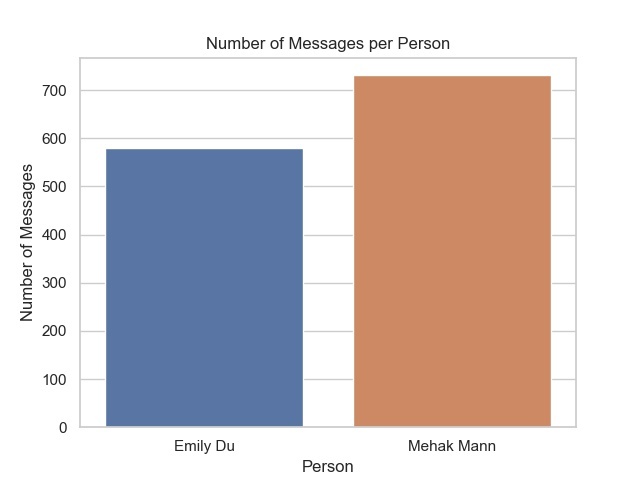 Number of Messages per Person
Number of Messages
700
600
500
400
300
200
100
0
Emily Du
Mehak Mann
Person